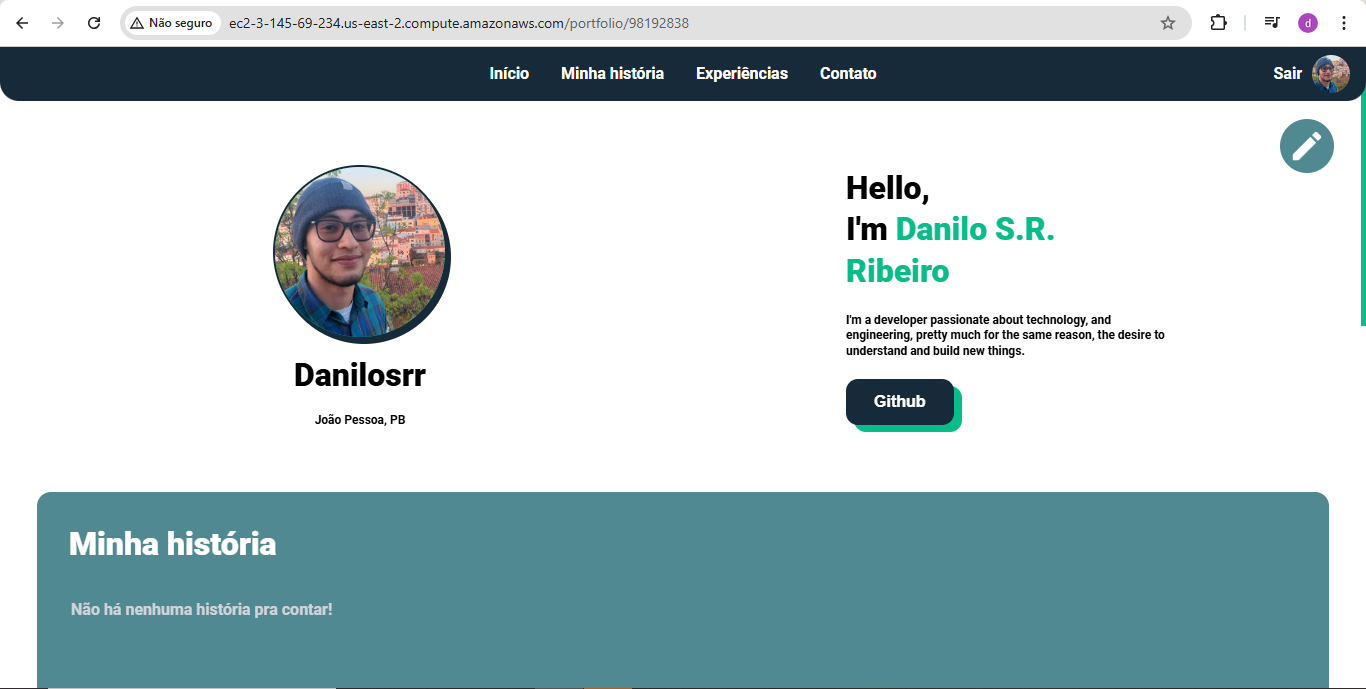 Não seguro ec2-3-145-69-234.us-east-2.compute.amazonaws.com/portfolio/98192838 d
Início Minha história Experiências Contato Sair
Hello,
I'm Danilo S.R.
Ribeiro
I'm a developer passionate about technology, and
engineering, pretty much for the same reason, the desire to
understand and build new things.
Github
Danilosrr
João Pessoa, PB
Minha história
Não há nenhuma história pra contar!